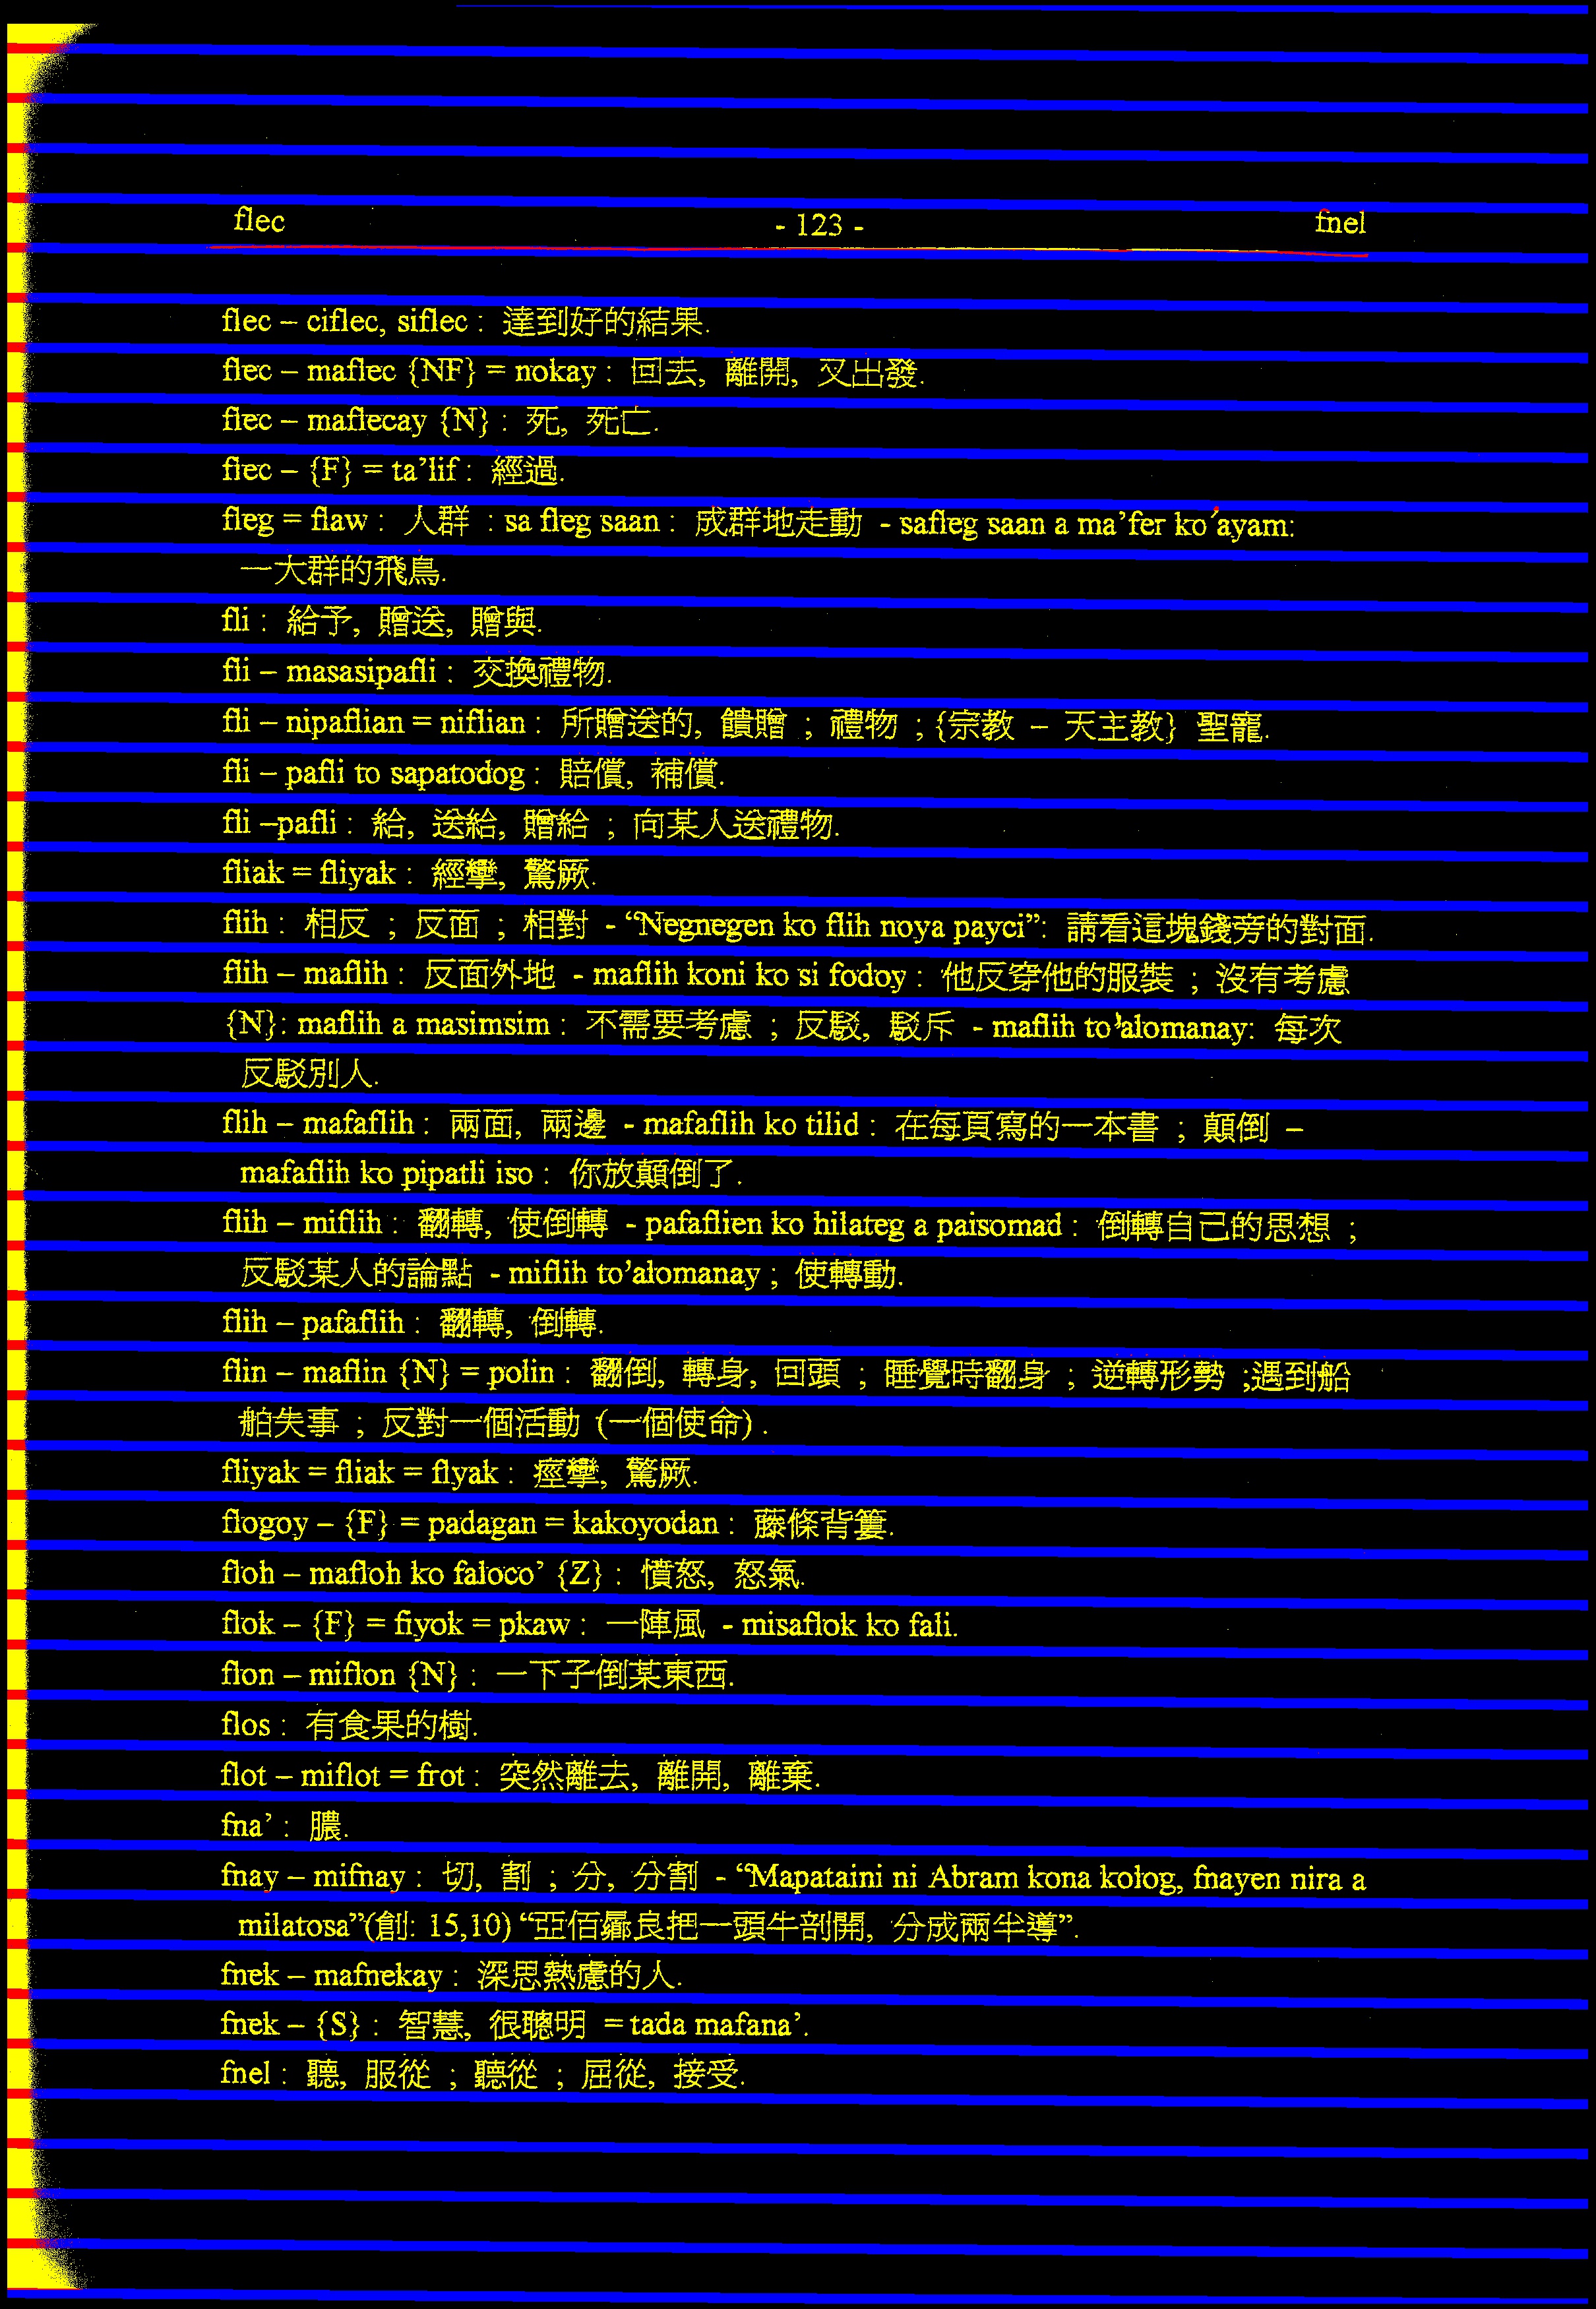 flec - 123 - fnel
flec – ciflec, siflec : 達到好的結果.
flec – maflec {NF} = nokay : 回去, 離開, 又出發.
flec – maflecay {N} : 死, 死亡.
flec – {F} = ta’lif : 經過.
fleg = flaw : 人群 : sa fleg saan : 成群地走動 - safleg saan a ma’fer ko’ayam:
一大群的飛鳥.
fli : 給予, 贈送, 贈與.
fli – masasipafli : 交換禮物.
fli – nipaflian = niflian : 所贈送的, 饋贈 ; 禮物 ; {宗教 – 天主教} 聖寵.
fli – pafli to sapatodog : 賠償, 補償.
fli –pafli : 給, 送給, 贈給 ; 向某人送禮物.
fliak = fliyak : 經攣, 驚厥.
flih : 相反 ; 反面 ; 相對 - “Negnegen ko flih noya payci”: 請看這塊錢旁的對面.
flih – maflih : 反面外地 - maflih koni ko si fodoy : 他反穿他的服裝 ; 沒有考慮
{N}: maflih a masimsim : 不需要考慮 ; 反駁, 駁斥 - maflih to’alomanay: 每次
反駁別人.
flih – mafaflih : 兩面, 兩邊 - mafaflih ko tilid : 在每頁寫的一本書 ; 顛倒 –
mafaflih ko pipatli iso : 你放顛倒了.
flih – miflih : 翻轉, 使倒轉 - pafaflien ko hilateg a paisomad : 倒轉自己的思想 ;
反駁某人的論點 - miflih to’alomanay ; 使轉動.
flih – pafaflih : 翻轉, 倒轉.
flin – maflin {N} = polin : 翻倒, 轉身, 回頭 ; 睡覺時翻身 ; 逆轉形勢 ;遇到船
舶失事 ; 反對一個活動 (一個使命) .
fliyak = fliak = flyak : 痙攣, 驚厥.
flogoy – {F} = padagan = kakoyodan : 藤條背簍.
floh – mafloh ko faloco’ {Z} : 憤怒, 怒氣.
flok – {F} = fiyok = pkaw : 一陣風 - misaflok ko fali.
flon – miflon {N} : 一下子倒某東西.
flos : 有食果的樹.
flot – miflot = frot : 突然離去, 離開, 離棄.
fna’ : 膿.
fnay – mifnay : 切, 割 ; 分, 分割 - “Mapataini ni Abram kona kolog, fnayen nira a
milatosa”(創: 15,10) “亞佰羅良把一頭牛剖開, 分成兩半導”.
fnek – mafnekay : 深思熱慮的人.
fnek – {S} : 智慧, 很聰明 = tada mafana’.
fnel : 聽, 服從 ; 聽從 ; 屈從, 接受.